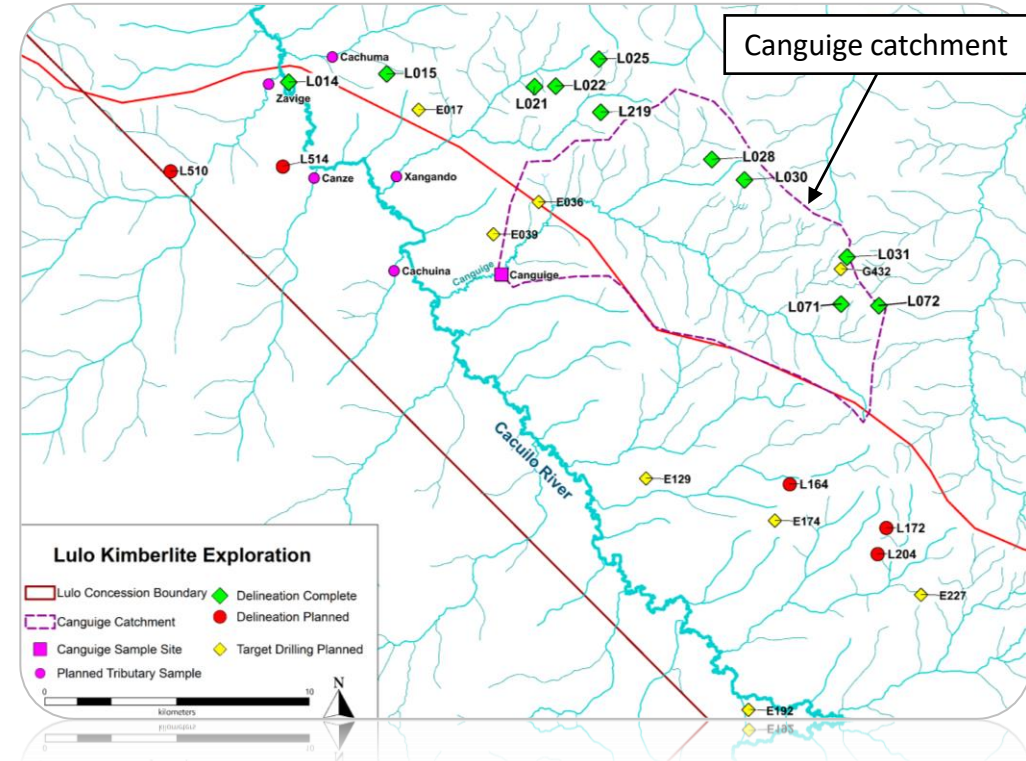 Canguige catchment
Cachuma
L025
L015
L014
L021
L022
Zavige
E017
L219
L514
L510
Canze
Xangando
L028
L030
E036
E039
Cachuina
Canguige
Canguige
L031
G432
L071
L072
Cacuilo River
E129
L164
E174
L172
L204
E227
E192
Lulo Kimberlite Exploration
Lulo Concession Boundary
Delineation Complete
Canguige Catchment
Delineation Planned
Canguige Sample Site
Target Drilling Planned
Planned Tributary Sample
0 10
kilometers
N